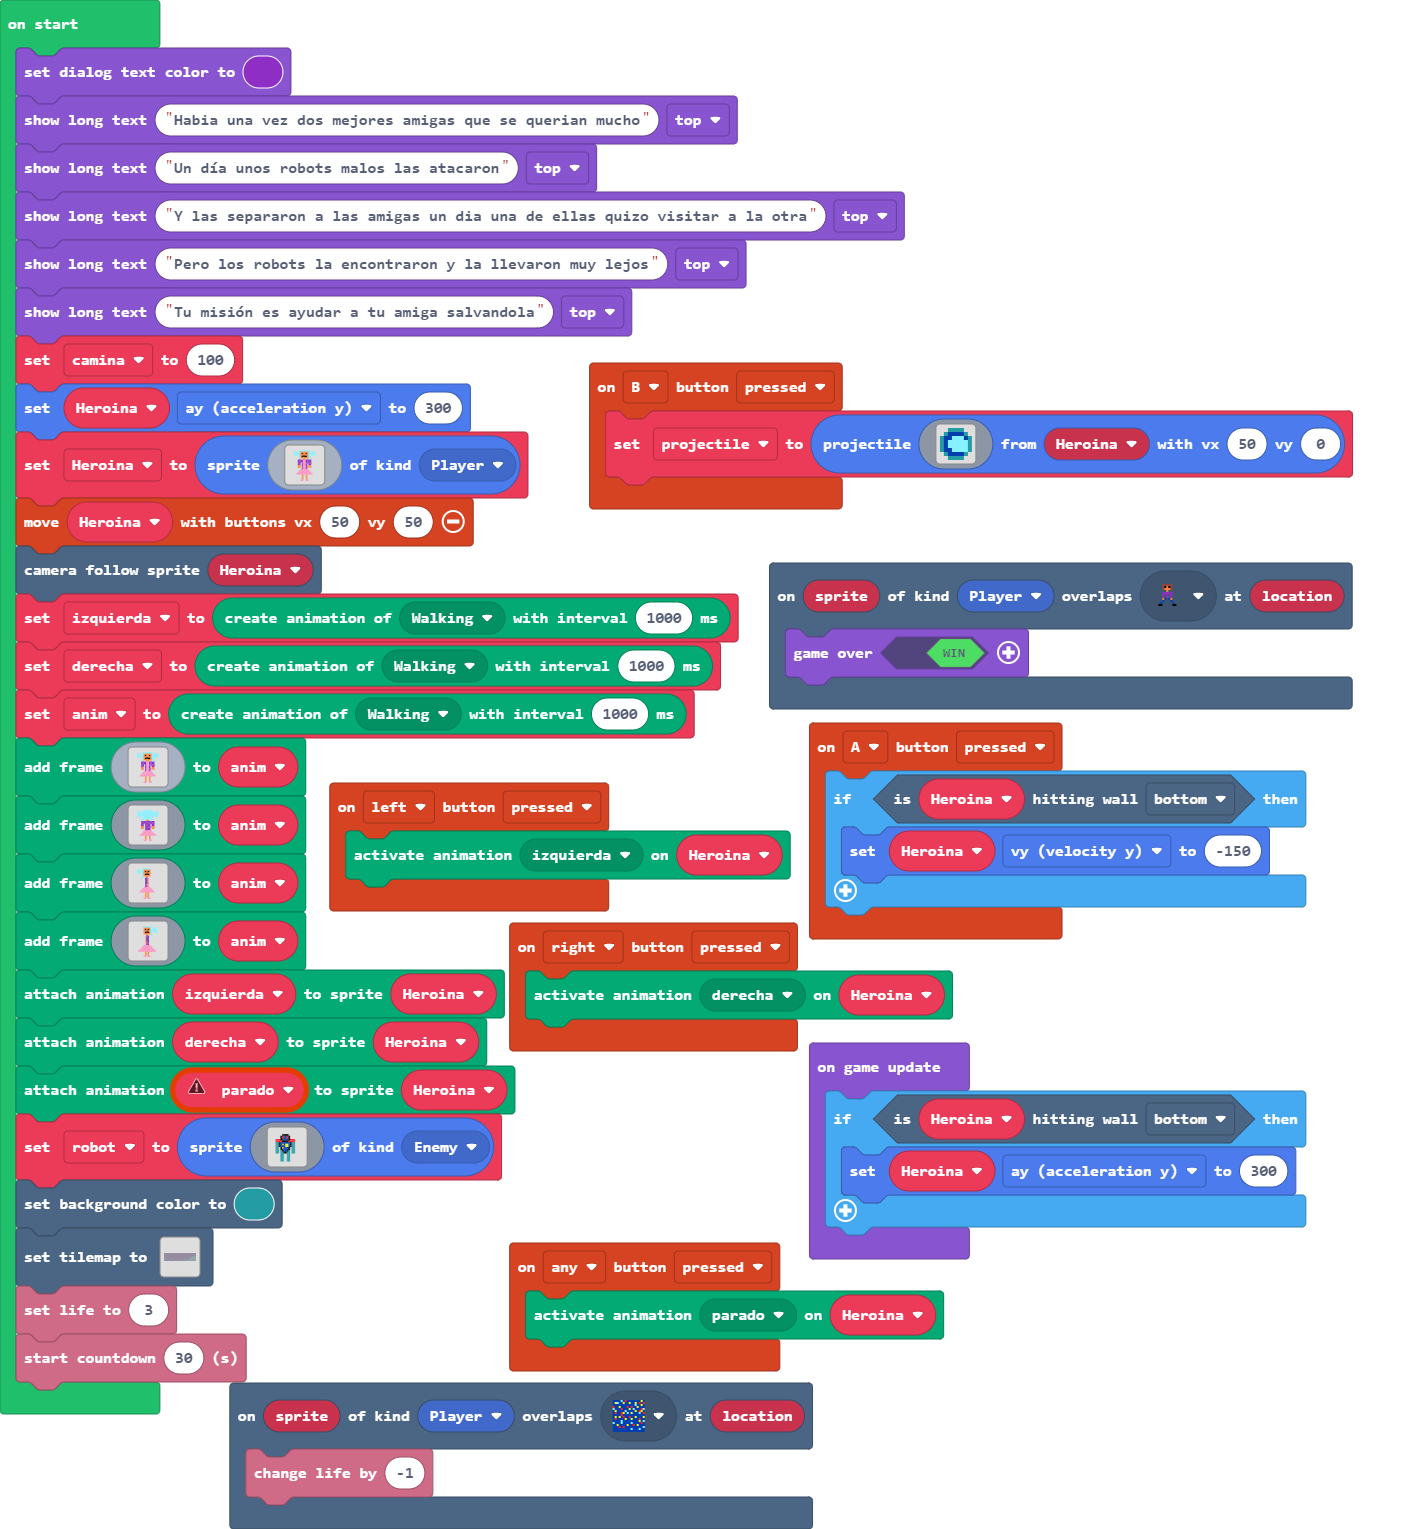 on start
set dialog text color to
show long text "Habia una vez dos mejores amigas que se querian mucho" top
show long text "Un día unos robots malos las atacaron" top
show long text "Y las separaron a las amigas un dia una de ellas quizo visitar a la otra" top
show long text "Pero los robots la encontraron y la llevaron muy lejos" top
show long text "Tu misión es ayudar a tu amiga salvandola" top
set camina to 100
set Heroina ay (acceleration y) to 300
set Heroina to sprite of kind Player
move Heroina with buttons vx 50 vy 50
camera follow sprite Heroina
set izquierda to create animation of Walking with interval 1000 ms
set derecha to create animation of Walking with interval 1000 ms
set anim to create animation of Walking with interval 1000 ms
add frame to anim
add frame to anim
add frame to anim
add frame to anim
attach animation izquierda to sprite Heroina
attach animation derecha to sprite Heroina
attach animation parado to sprite Heroina
set robot to sprite of kind Enemy
set background color to
set tilemap to
set life to 3
start countdown 30 (s)
on B button pressed
set projectile to projectile from Heroina with vx 50 vy 0
on sprite of kind Player overlaps at location
game over WIN
on A button pressed
if is Heroina hitting wall bottom then
set Heroina vy (velocity y) to -150
on left button pressed
activate animation izquierda on Heroina
on right button pressed
activate animation derecha on Heroina
on game update
if is Heroina hitting wall bottom then
set Heroina ay (acceleration y) to 300
on any button pressed
activate animation parado on Heroina
on sprite of kind Player overlaps at location
change life by -1